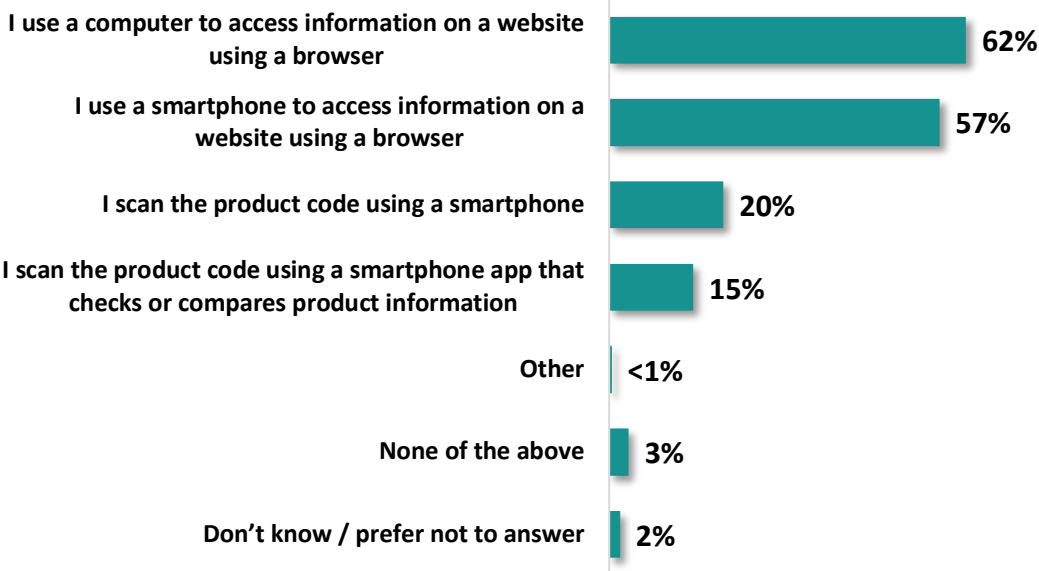 I use a computer to access information on a website
using a browser
62%
I use a smartphone to access information on a
website using a browser
57%
I scan the product code using a smartphone
20%
I scan the product code using a smartphone app that
checks or compares product information
15%
Other
<1%
None of the above
3%
Don’t know / prefer not to answer
2%